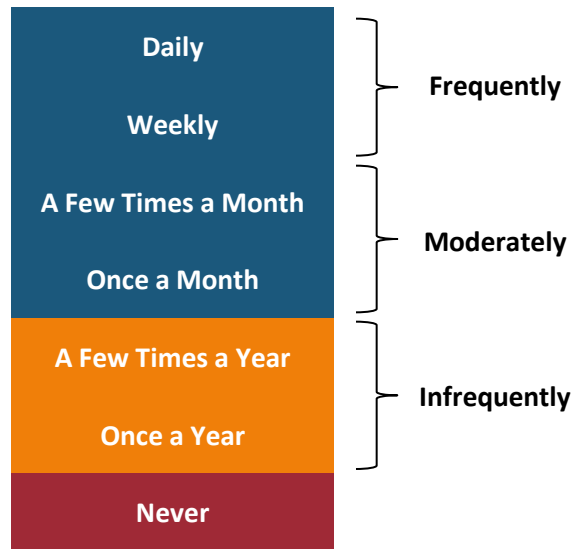 Daily
Frequently
Weekly
A Few Times a Month
Moderately
Once a Month
A Few Times a Year
Infrequently
Once a Year
Never